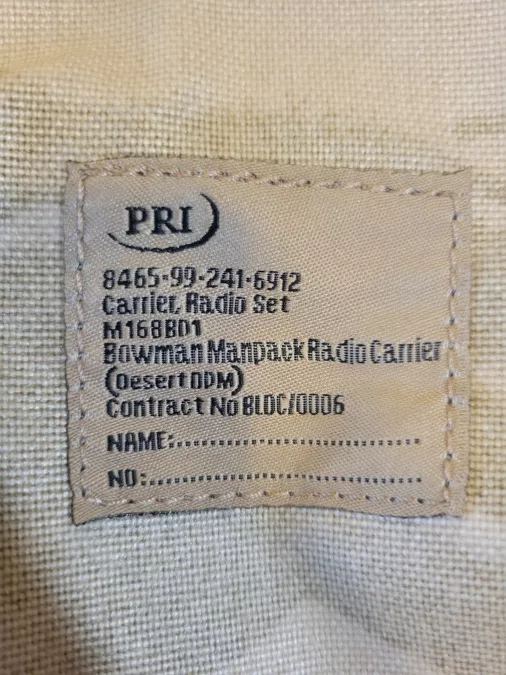 PRI
8465-99-241-6912
Carrier, Radio Set
M168BD1
Bowman Manpack Radio Carrier
(Desert DDM)
Contract No BLDC/0006
NAME:
NO: